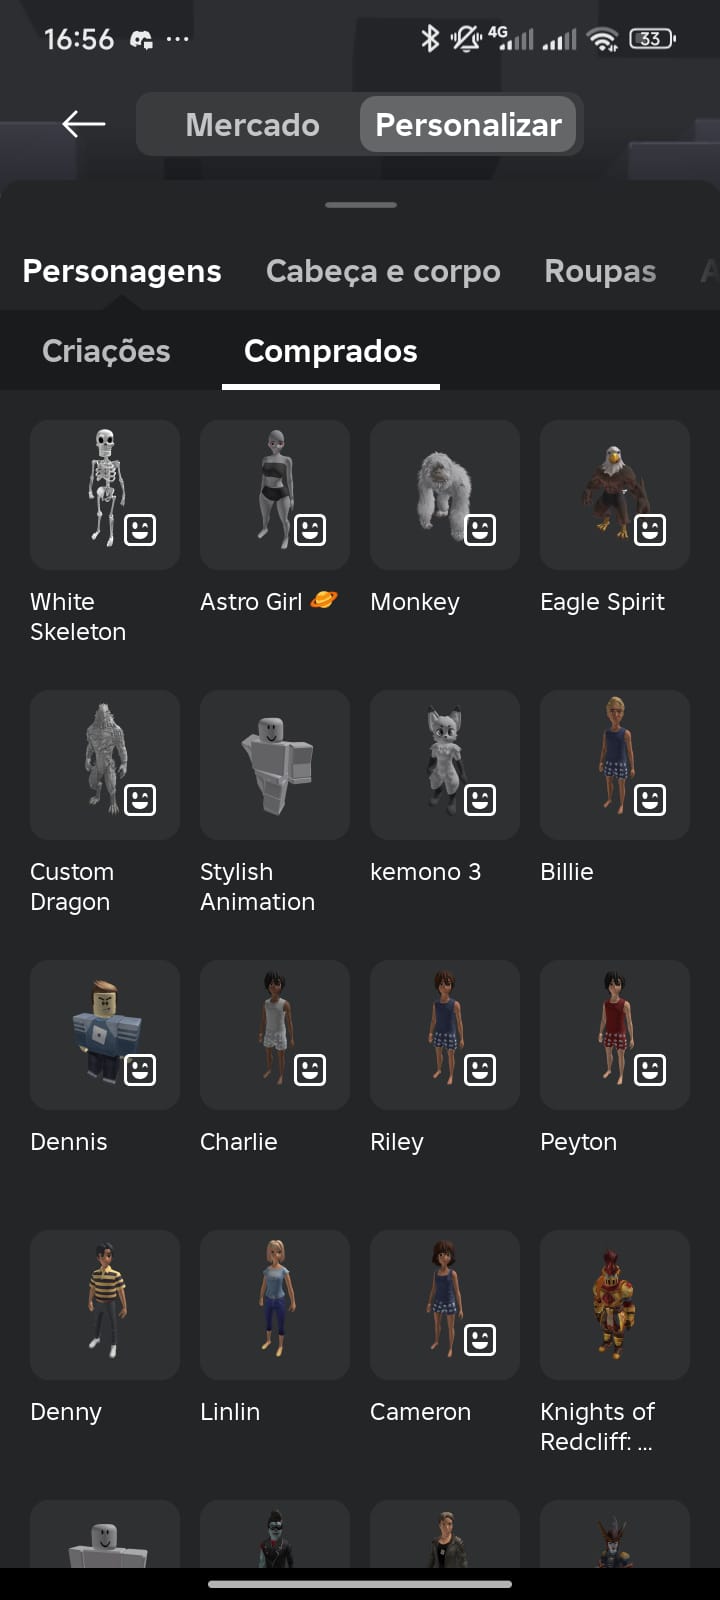 16:56
4G
33
Mercado
Personalizar
Personagens
Cabeça e corpo
Roupas
Criações
Comprados
White
Skeleton
Astro Girl 🪐
Monkey
Eagle Spirit
Custom
Dragon
Stylish
Animation
kemono 3
Billie
Dennis
Charlie
Riley
Peyton
Denny
Linlin
Cameron
Knights of
Redcliff: ...